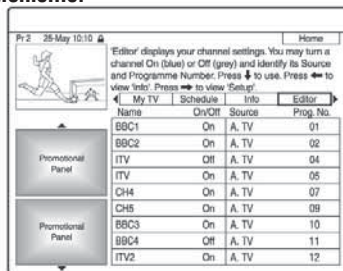 Pr 2 25-May 10:10 Home
'Editor' displays your channel settings. You may turn a
channel On (blue) or Off (grey) and identify its Source
and Programme Number. Press to use. Press to
view 'Info'. Press to view 'Setup'.
My TV Schedule Info Editor
Name On/Off Source Prog. No.
BBC1 On A. TV 01
BBC2 On A. TV 02
ITV Off A. TV 04
ITV On A. TV 05
CH4 On A. TV 07
CH5 On A. TV 09
BBC3 On A. TV 10
BBC4 Off A. TV 11
ITV2 On A. TV 12
Promotional
Panel
Promotional
Panel